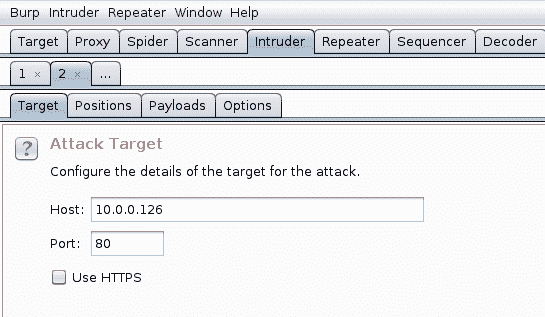 Burp Intruder Repeater Window Help
Target Proxy Spider Scanner Intruder Repeater Sequencer Decoder
1 × 2 × ...
Target Positions Payloads Options
? Attack Target
Configure the details of the target for the attack.
Host: 10.0.0.126
Port: 80
Use HTTPS